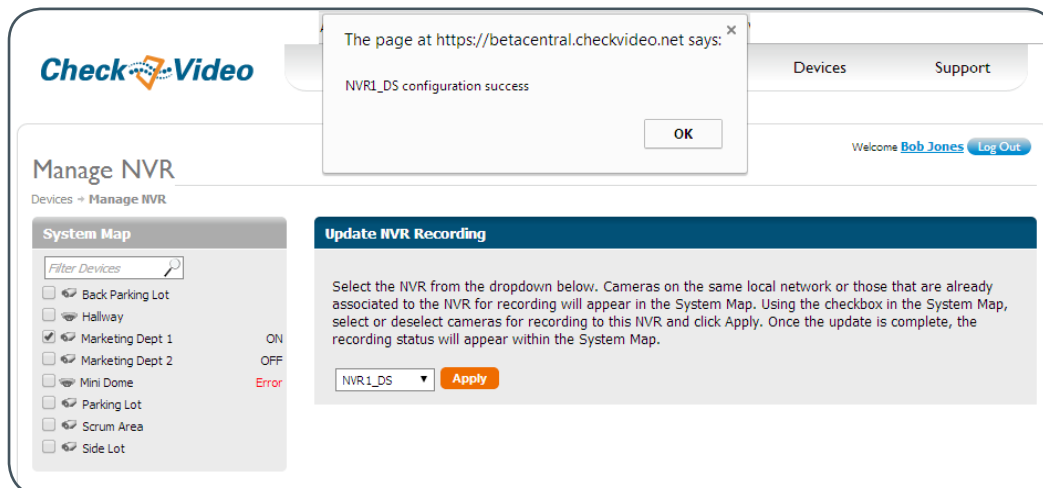 The page at https://betacentral.checkvideo.net says:
NVR1_DS configuration success
OK
Check Video
Devices
Support
Welcome Bob Jones Log Out
Manage NVR
Devices → Manage NVR
System Map
Filter Devices
Back Parking Lot
Hallway
Marketing Dept 1 ON
Marketing Dept 2 OFF
Mini Dome Error
Parking Lot
Scrum Area
Side Lot
Update NVR Recording
Select the NVR from the dropdown below. Cameras on the same local network or those that are already
associated to the NVR for recording will appear in the System Map. Using the checkbox in the System Map,
select or deselect cameras for recording to this NVR and click Apply. Once the update is complete, the
recording status will appear within the System Map.
NVR1_DS Apply